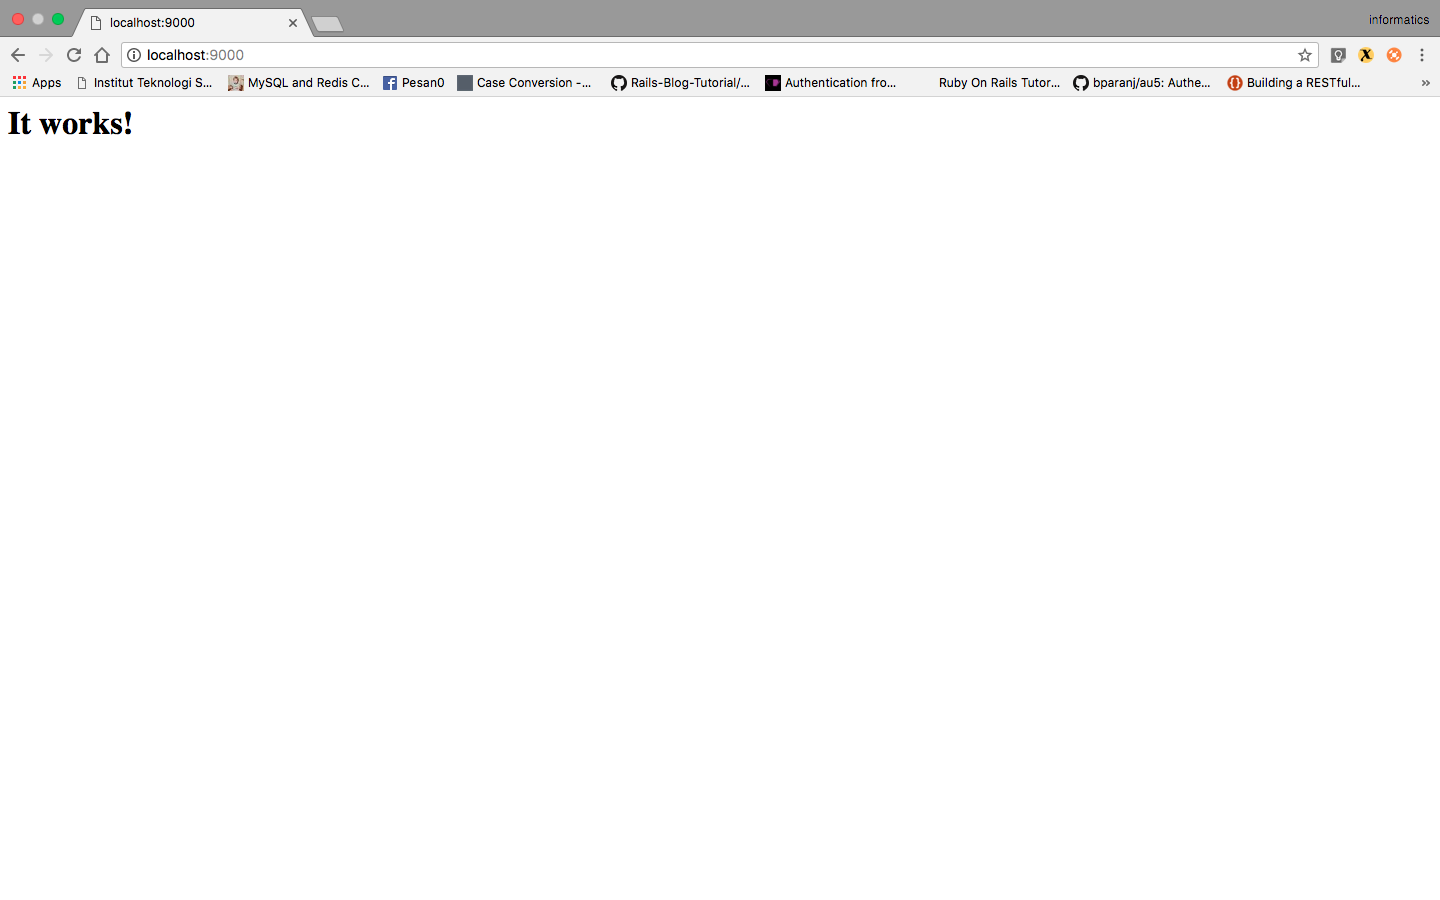 localhost:9000
informatics
localhost:9000
Apps Institut Teknologi S... MySQL and Redis C... Pesan0 Case Conversion -... Rails-Blog-Tutorial/... Authentication fro... Ruby On Rails Tutor... bparanj/au5: Authe... Building a RESTful... »
It works!